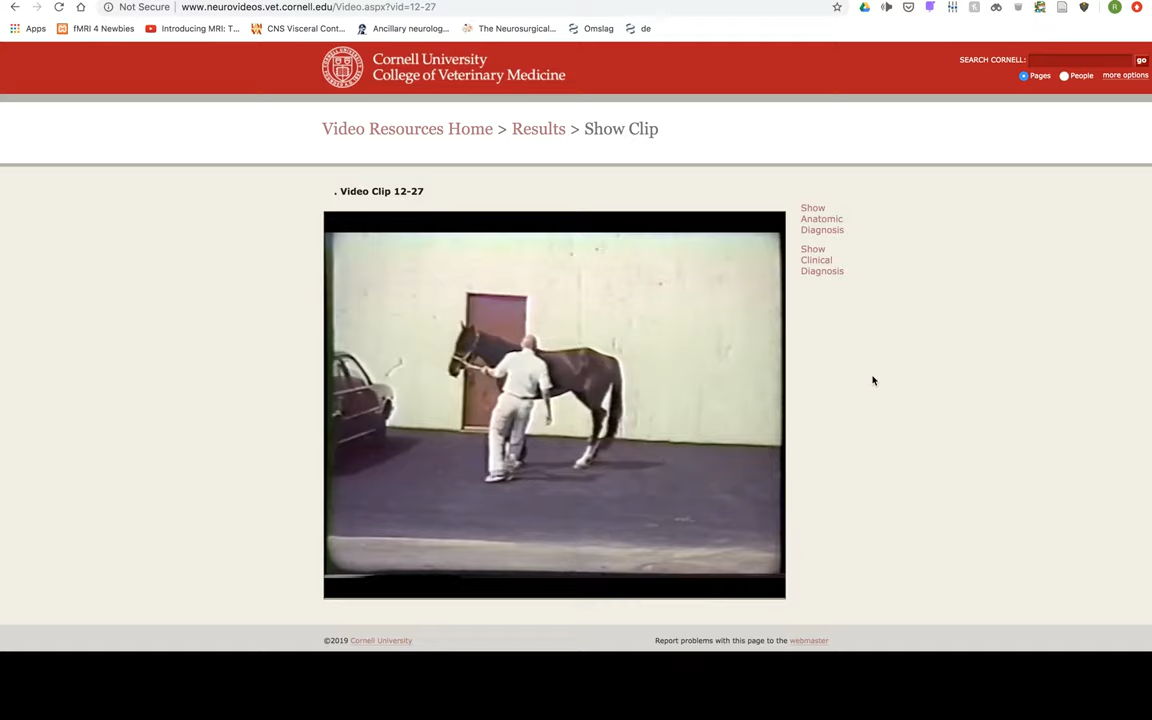 Not Secure | www.neurovideos.vet.cornell.edu/Video.aspx?vid=12-27
Apps fMRI 4 Newbies Introducing MRI: T... CNS Visceral Cont... Ancillary neurolog... The Neurosurgical... Omslag de
Cornell University
College of Veterinary Medicine
SEARCH CORNELL: go
Pages People more options
Video Resources Home > Results > Show Clip
. Video Clip 12-27
Show
Anatomic
Diagnosis
Show
Clinical
Diagnosis
©2019 Cornell University
Report problems with this page to the webmaster